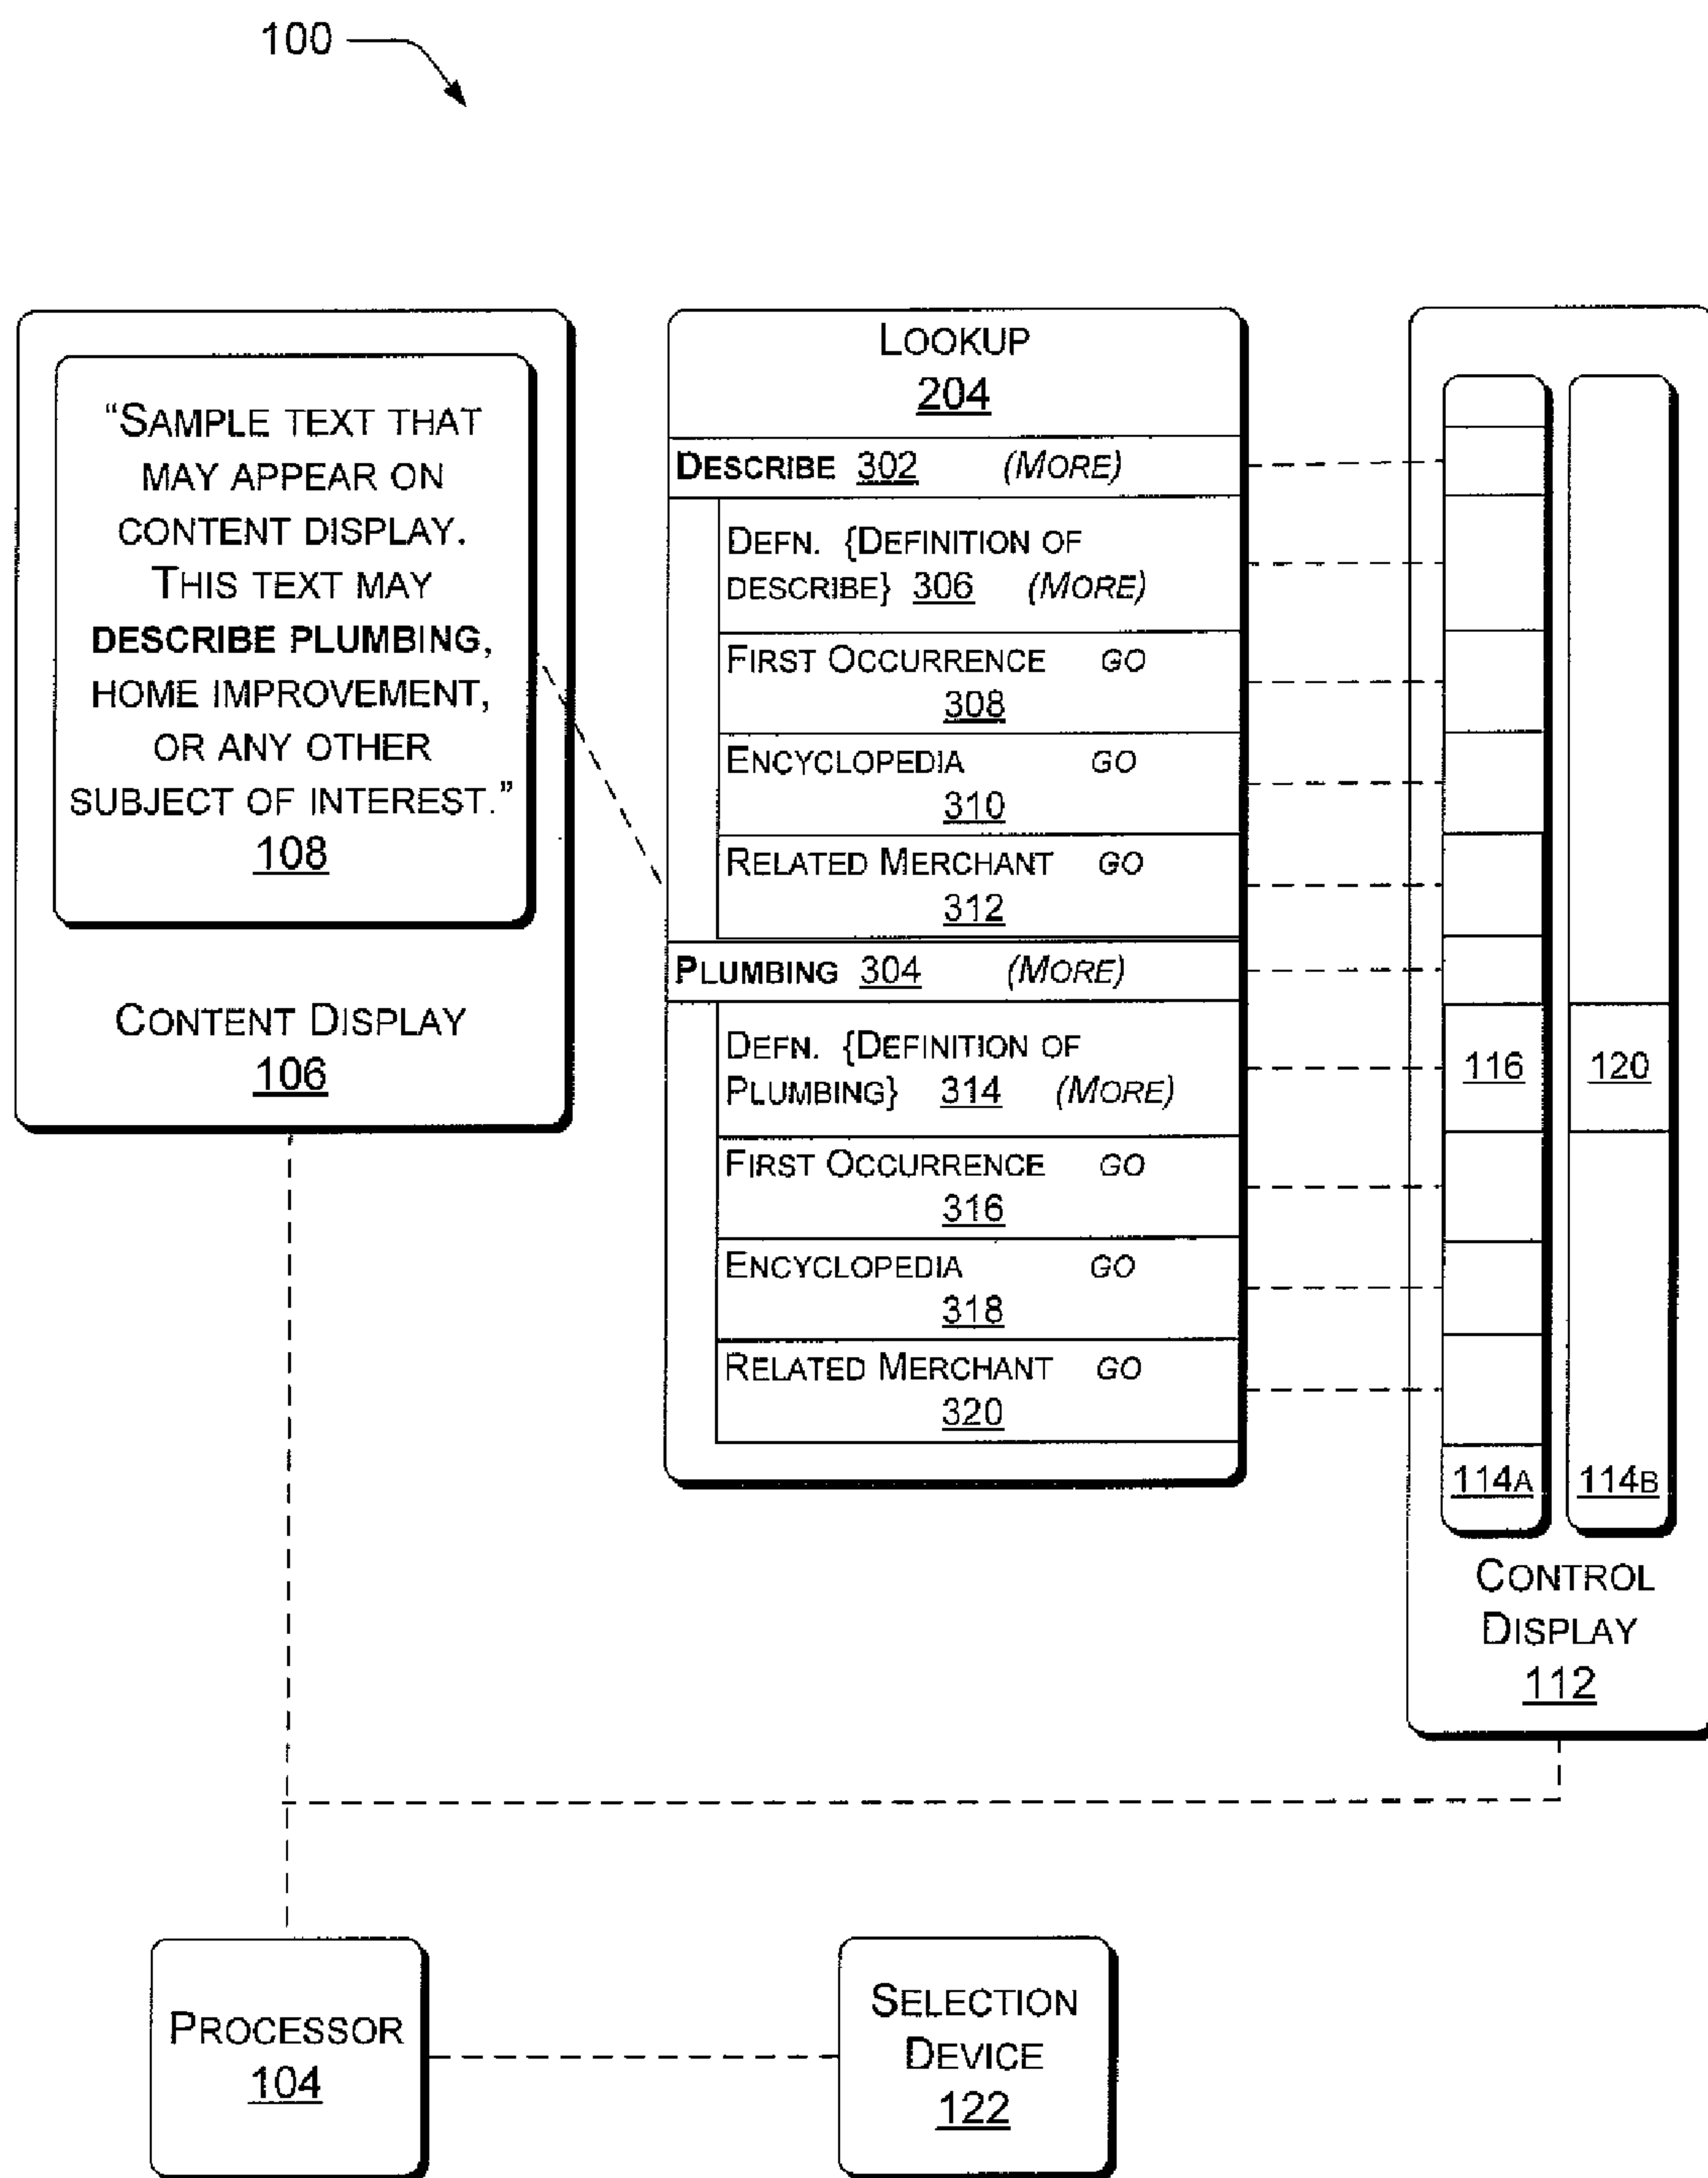 100
“SAMPLE TEXT THAT
MAY APPEAR ON
CONTENT DISPLAY.
THIS TEXT MAY
DESCRIBE PLUMBING,
HOME IMPROVEMENT,
OR ANY OTHER
SUBJECT OF INTEREST.”
108
CONTENT DISPLAY
106
LOOKUP
204
DESCRIBE 302 (MORE)
DEFN. {DEFINITION OF
DESCRIBE} 306 (MORE)
FIRST OCCURRENCE GO
308
ENCYCLOPEDIA GO
310
RELATED MERCHANT GO
312
PLUMBING 304 (MORE)
DEFN. {DEFINITION OF
PLUMBING} 314 (MORE)
FIRST OCCURRENCE GO
316
ENCYCLOPEDIA GO
318
RELATED MERCHANT GO
320
116 120
114A 114B
CONTROL
DISPLAY
112
PROCESSOR
104
SELECTION
DEVICE
122